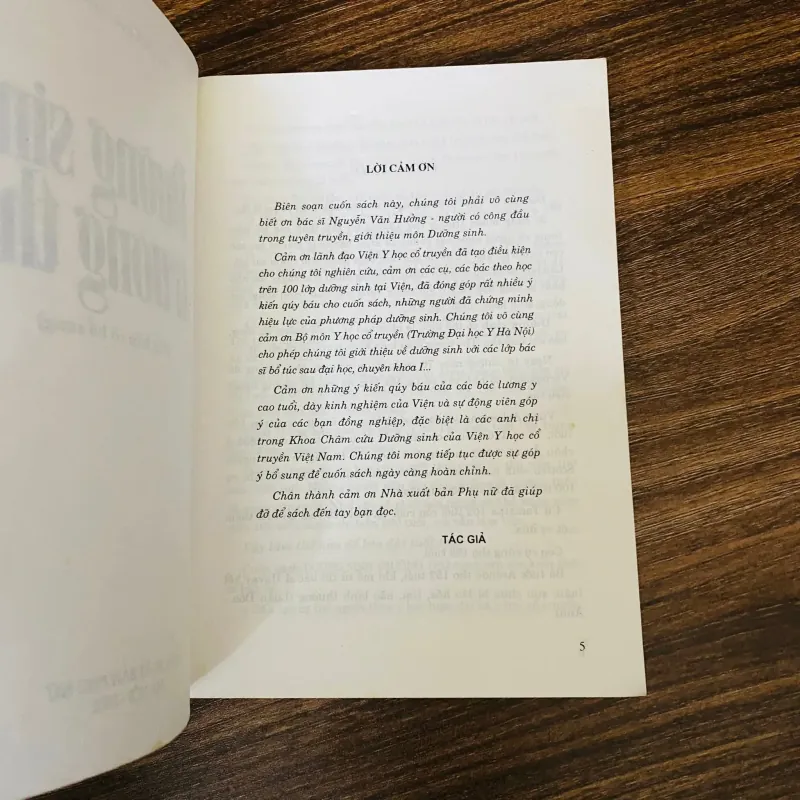 LỜI CẢM ƠN
Biên soạn cuốn sách này, chúng tôi phải vô cùng
biết ơn bác sĩ Nguyễn Văn Hưởng - người có công đầu
trong tuyên truyền, giới thiệu môn Dưỡng sinh.
Cảm ơn lãnh đạo Viện Y học cổ truyền đã tạo điều kiện
cho chúng tôi nghiên cứu, cảm ơn các cụ, các bác theo học
trên 100 lớp dưỡng sinh tại Viện, đã đóng góp rất nhiều ý
kiến qúy báu cho cuốn sách, những người đã chứng minh
hiệu lực của phương pháp dưỡng sinh. Chúng tôi vô cùng
cảm ơn Bộ môn Y học cổ truyền (Trường Đại học Y Hà Nội)
cho phép chúng tôi giới thiệu về dưỡng sinh với các lớp bác
sĩ bổ túc sau đại học, chuyên khoa I...
Cảm ơn những ý kiến qúy báu của các bác lương y
cao tuổi, dày kinh nghiệm của Viện và sự động viên góp
ý của các bạn đồng nghiệp, đặc biệt là các anh chị
trong Khoa Châm cứu Dưỡng sinh của Viện Y học cổ
truyền Việt Nam. Chúng tôi mong tiếp tục được sự góp
ý bổ sung để cuốn sách ngày càng hoàn chỉnh.
Chân thành cảm ơn Nhà xuất bản Phụ nữ đã giúp
đỡ để sách đến tay bạn đọc.
TÁC GIẢ
5